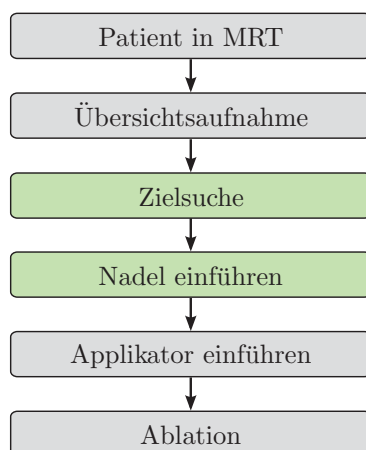 Patient in MRT
Übersichtsaufnahme
Zielsuche
Nadel einführen
Applikator einführen
Ablation